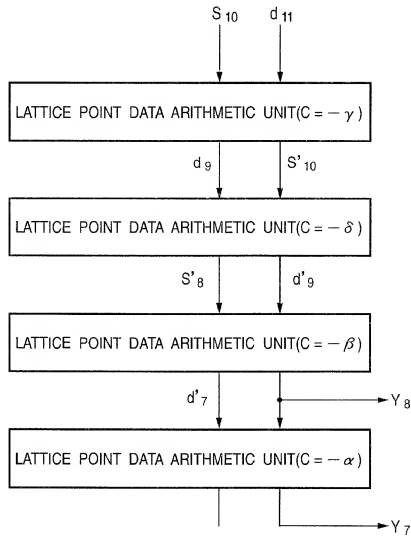 S10 d11
LATTICE POINT DATA ARITHMETIC UNIT(C = − γ)
d9 S'10
LATTICE POINT DATA ARITHMETIC UNIT(C = − δ)
S'8 d'9
LATTICE POINT DATA ARITHMETIC UNIT(C = − β)
d'7
Y8
LATTICE POINT DATA ARITHMETIC UNIT(C = − α)
Y7